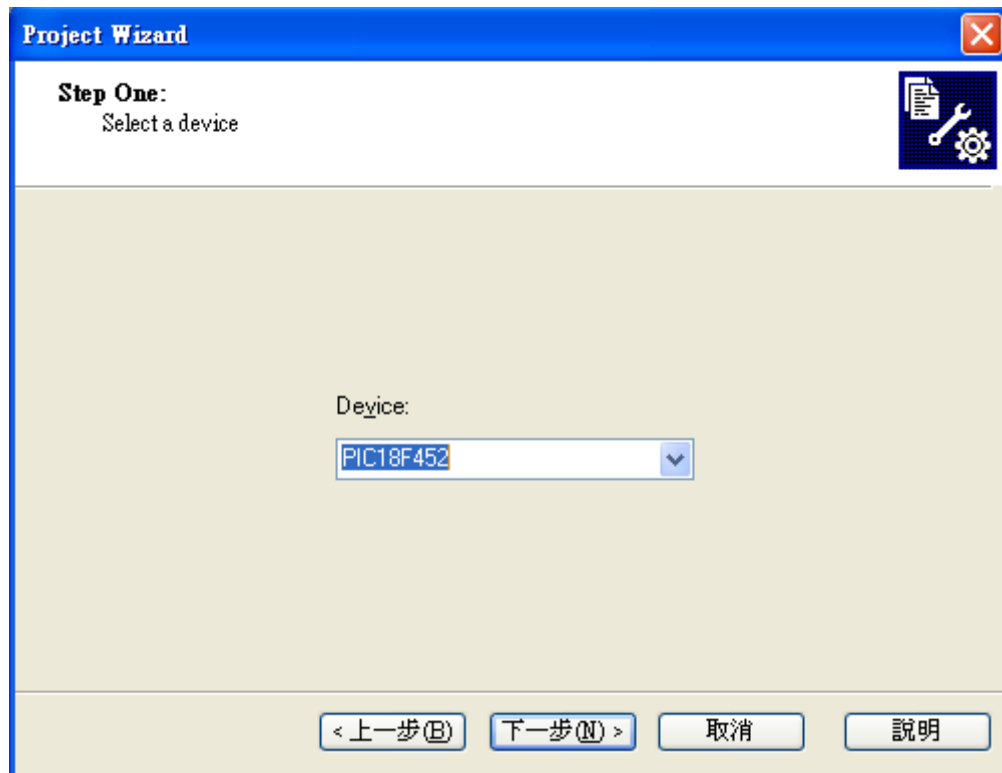 Project Wizard
Step One:
Select a device
Device:
PIC18F452
< 上一步(B) 下一步(N) > 取消 說明